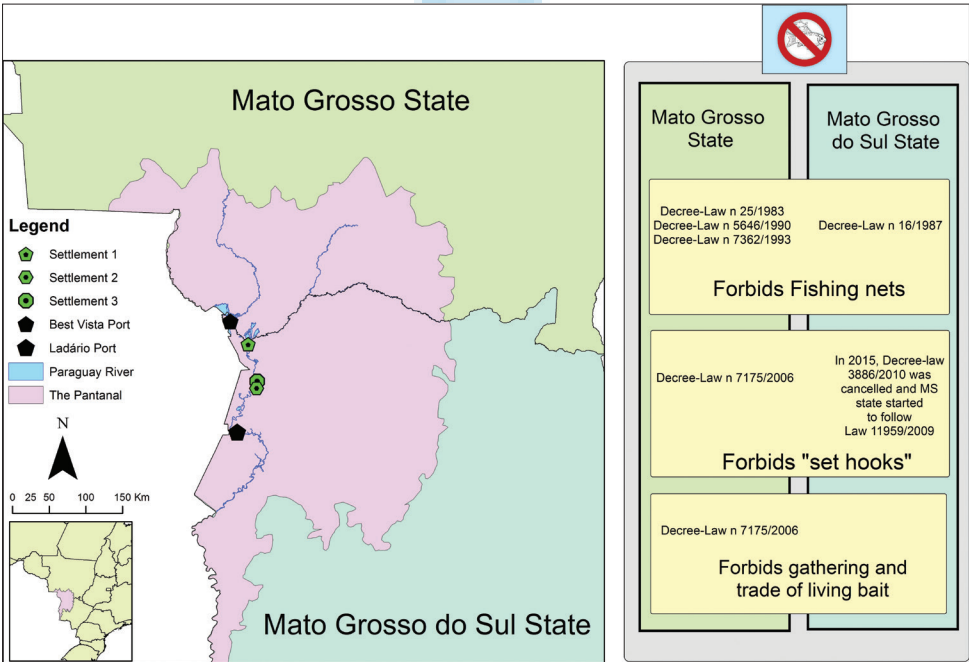 Mato Grosso State
Legend
Settlement 1
Settlement 2
Settlement 3
Best Vista Port
Ladário Port
Paraguay River
The Pantanal
N
0 25 50 100 150 Km
Mato Grosso do Sul State
Mato Grosso
State
Mato Grosso
do Sul State
Decree-Law n 25/1983
Decree-Law n 5646/1990
Decree-Law n 7362/1993
Decree-Law n 16/1987
Forbids Fishing nets
Decree-Law n 7175/2006
In 2015, Decree-law
3886/2010 was
cancelled and MS
state started
to follow
Law 11959/2009
Forbids "set hooks"
Decree-Law n 7175/2006
Forbids gathering and
trade of living bait